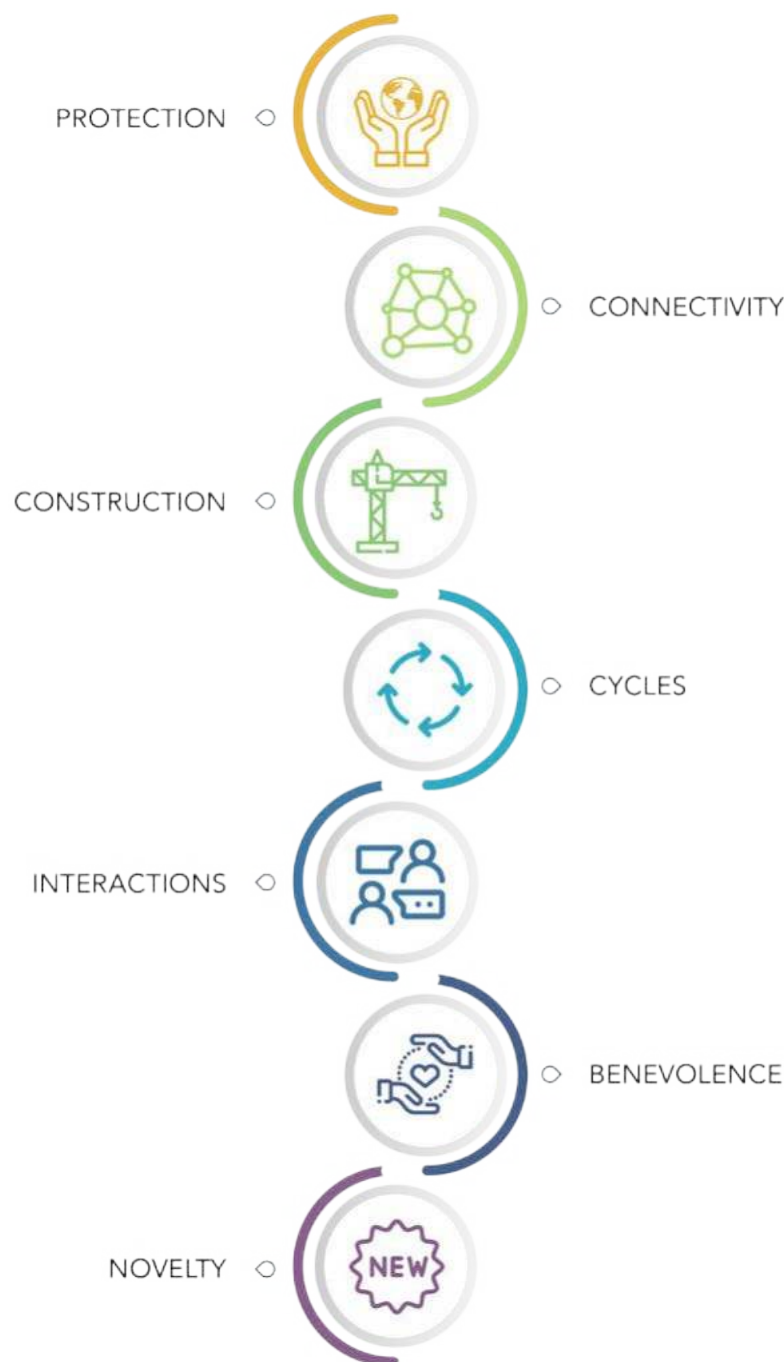 PROTECTION
CONNECTIVITY
CONSTRUCTION
CYCLES
INTERACTIONS
BENEVOLENCE
NOVELTY
NEW